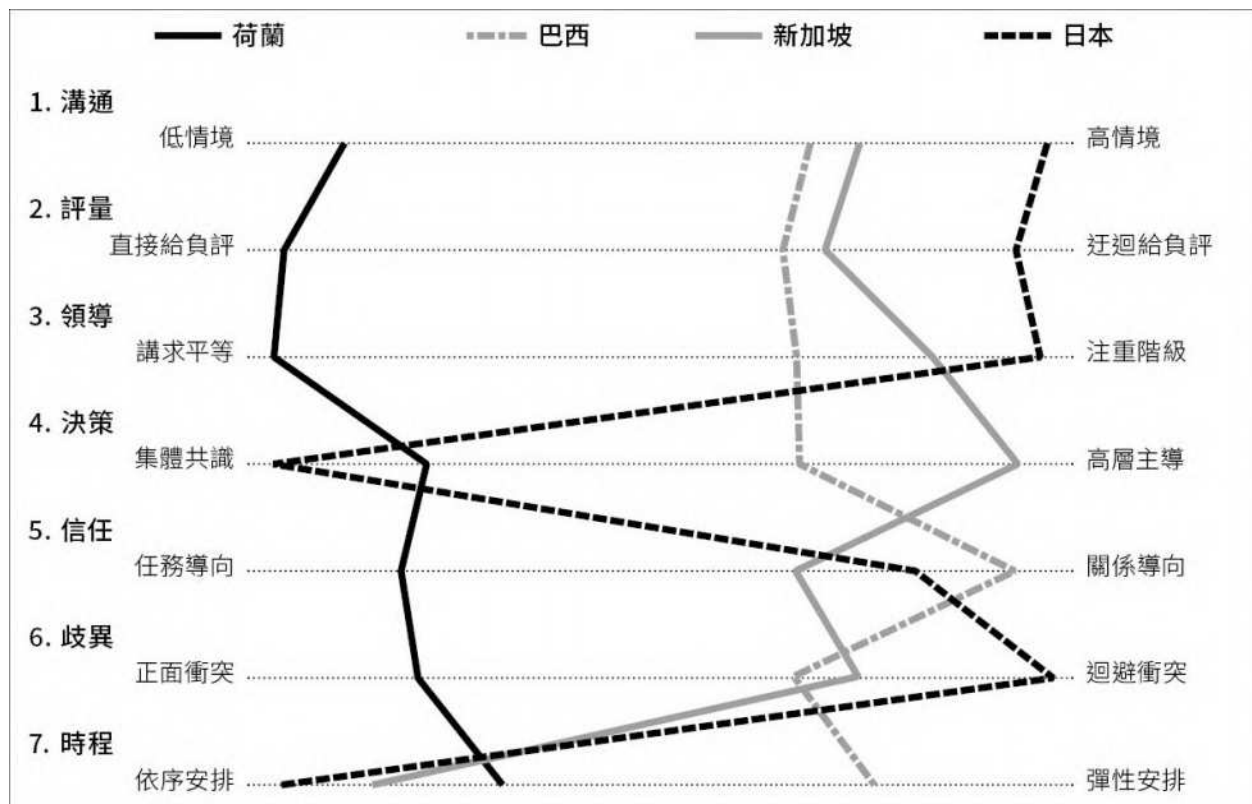 荷蘭 巴西 新加坡 日本
1. 溝通
低情境 高情境
2. 評量
直接給負評 迂迴給負評
3. 領導
講求平等 注重階級
4. 決策
集體共識 高層主導
5. 信任
任務導向 關係導向
6. 歧異
正面衝突 迴避衝突
7. 時程
依序安排 彈性安排